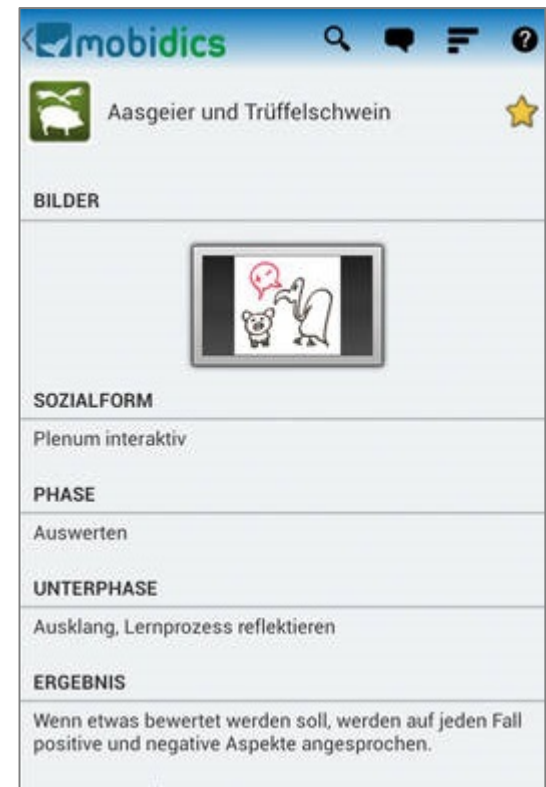 mobidics
Aasgeier und Trüffelschwein
BILDER
SOZIALFORM
Plenum interaktiv
PHASE
Auswerten
UNTERPHASE
Ausklang, Lernprozess reflektieren
ERGEBNIS
Wenn etwas bewertet werden soll, werden auf jeden Fall
positive und negative Aspekte angesprochen.